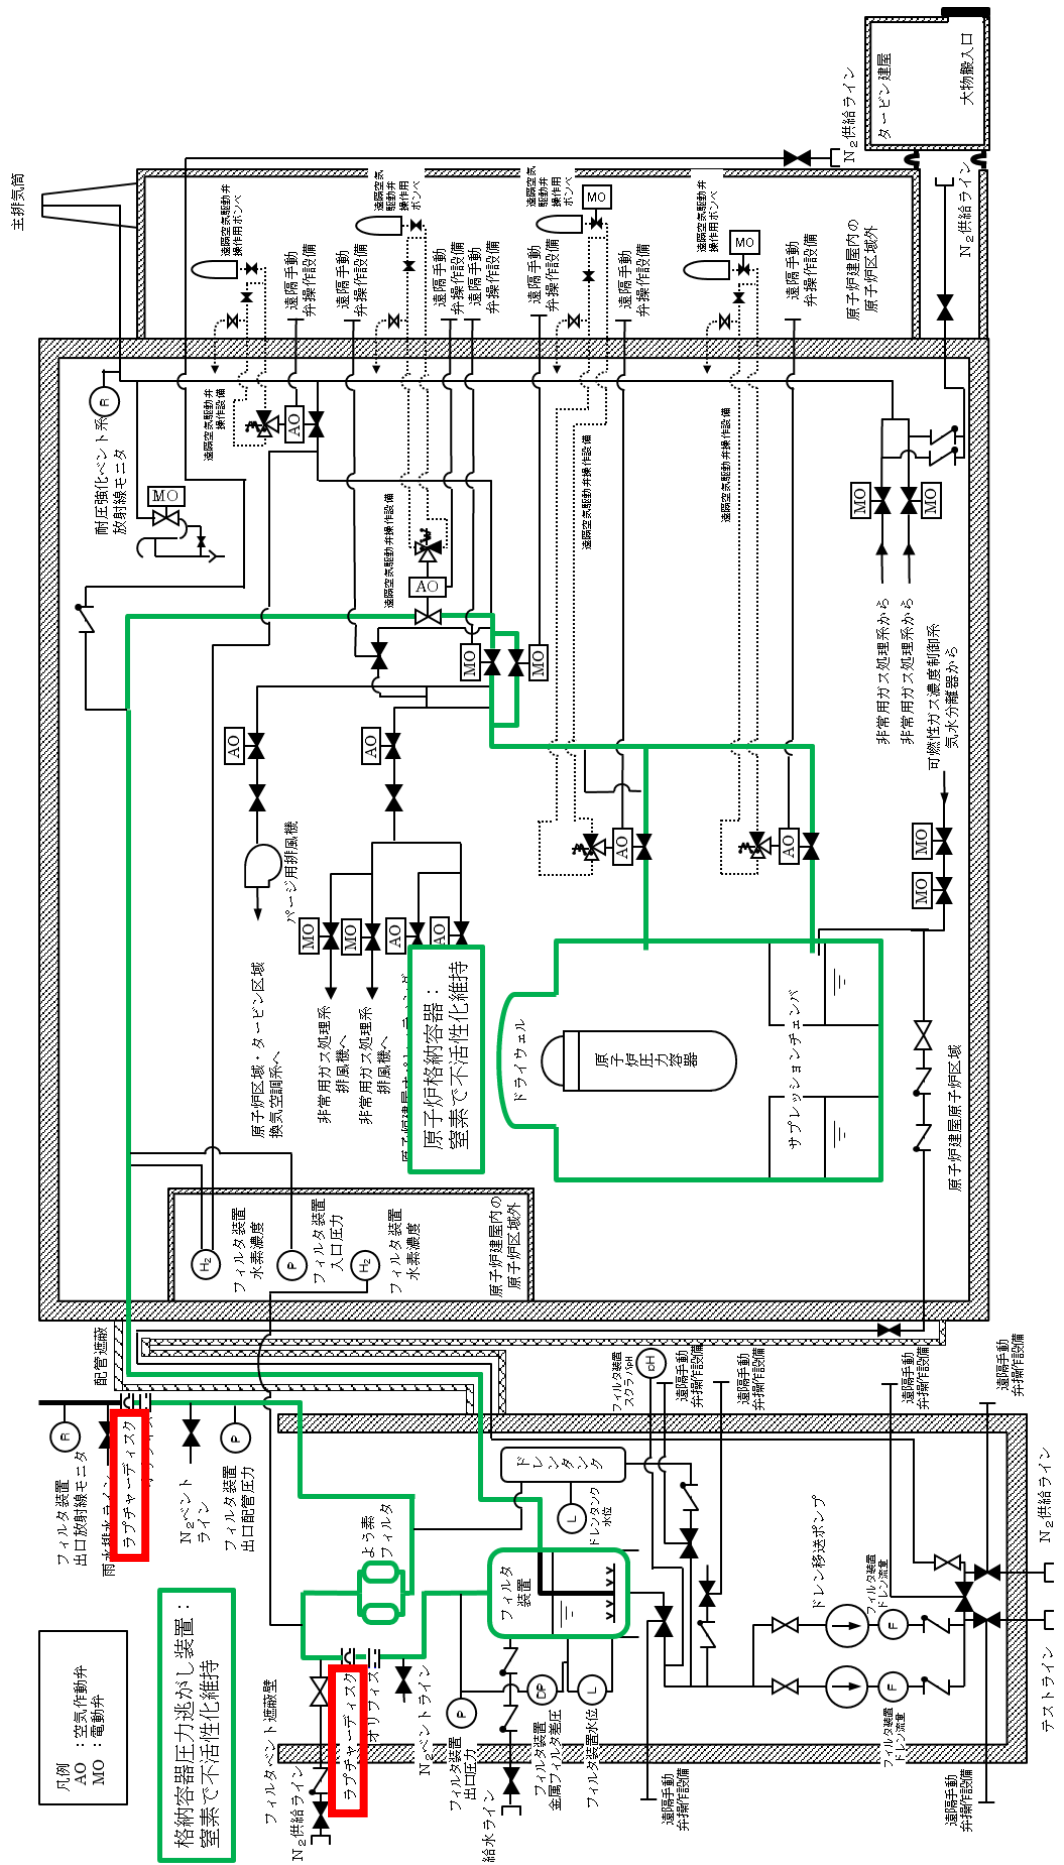 凡例
AO：空気作動弁
MO：電動弁
格納容器圧力逃がし装置：
窒素で不活性化維持
フィルタ装置
出口放射線モニタ
雨水排水ライン
ラプチャーディスク
N₂ベント
ライン
フィルタ装置
出口配管圧力
配管遮蔽
フィルタベント遮蔽壁
N₂供給ライン
ラプチャーディスク
オリフィス
N₂ベントライン
フィルタ装置
出口圧力
給水ライン
フィルタ装置
金属フィルタ差圧
フィルタ装置水位
よう素
フィルタ
フィルタ
装置
ドレンタンク
ドレンタンク
水位
フィルタ装置
スクラバpH
遠隔手動
弁操作設備
遠隔手動
弁操作設備
遠隔手動
弁操作設備
遠隔手動
弁操作設備
遠隔手動
弁操作設備
遠隔手動
弁操作設備
ドレン移送ポンプ
フィルタ装置
ドレン流量
フィルタ装置
ドレン流量
テストライン
N₂供給ライン
R
P
P
DP
L
L
pH
F
F
H₂
P
H₂
フィルタ装置
水素濃度
フィルタ装置
入口圧力
フィルタ装置
水素濃度
原子炉建屋内の
原子炉区域外
主排気筒
R
耐圧強化ベント系
放射線モニタ
MO
遠隔空気駆動弁
操作設備
遠隔空気駆動弁
操作用ボンベ
遠隔手動
弁操作設備
遠隔手動
弁操作設備
遠隔空気
駆動弁
操作用
ボンベ
遠隔手動
弁操作設備
遠隔手動
弁操作設備
遠隔手動
弁操作設備
遠隔空気
駆動弁
操作用
ボンベ
MO
遠隔手動
弁操作設備
遠隔空気駆動弁
操作用ボンベ
MO
遠隔手動
弁操作設備
原子炉建屋内の
原子炉区域外
AO
AO
遠隔空気駆動弁操作設備
遠隔空気駆動弁操作設備
遠隔空気駆動弁操作設備
MO
MO
AO
AO
パージ用排風機
原子炉区域・タービン区域
換気空調系へ
MO
MO
AO
AO
非常用ガス処理系
排風機へ
非常用ガス処理系
排風機へ
原子炉格納容器：
窒素で不活性化維持
AO
AO
ドライウェル
原子炉
圧力容器
サプレッションチェンバ
原子炉建屋原子炉区域
MO
MO
非常用ガス処理系から
非常用ガス処理系から
可燃性ガス濃度制御系
気水分離器から
MO
MO
N₂供給ライン
N₂供給ライン
タービン建屋
大物搬入口